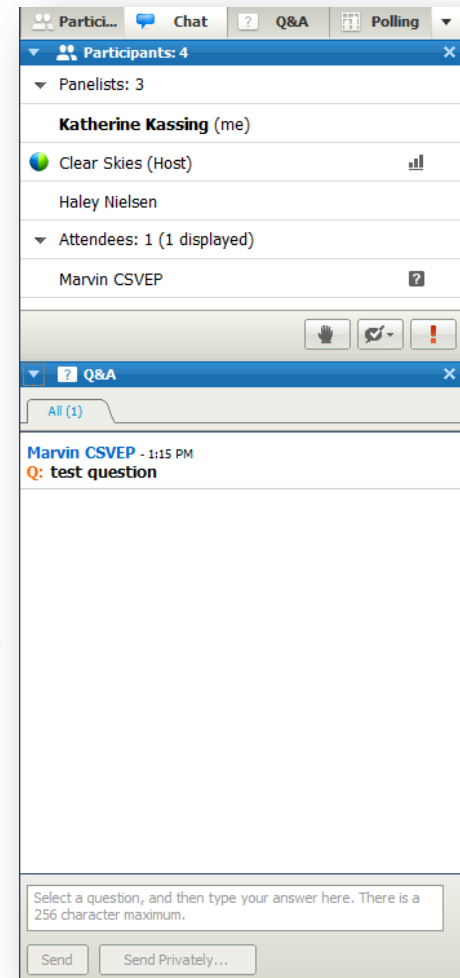 Partici... Chat ? Q&A Polling
Participants: 4
Panelists: 3
Katherine Kassing (me)
Clear Skies (Host)
Haley Nielsen
Attendees: 1 (1 displayed)
Marvin CSVEP ?
!
? Q&A
All (1)
Marvin CSVEP - 1:15 PM
Q: test question
Select a question, and then type your answer here. There is a
256 character maximum.
Send Send Privately...